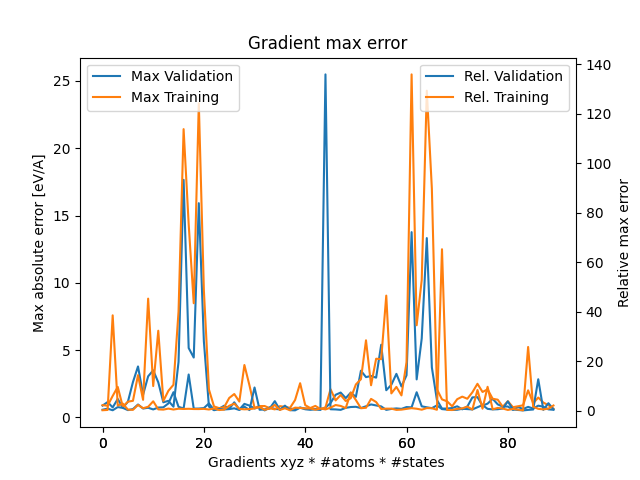 Gradient max error
Max Validation
Max Training
Rel. Validation
Rel. Training
Max absolute error [eV/A]
25
20
15
10
5
0
140
120
100
80
60
40
20
0
Relative max error
0 20 40 60 80
Gradients xyz * #atoms * #states